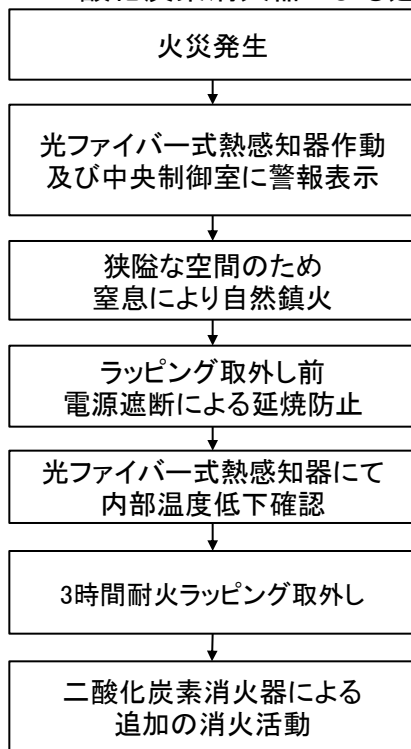 火災発生
光ファイバー式熱感知器作動
及び中央制御室に警報表示
狭隘な空間のため
窒息により自然鎮火
ラッピング取外し前
電源遮断による延焼防止
光ファイバー式熱感知器にて
内部温度低下確認
3時間耐火ラッピング取外し
二酸化炭素消火器による
追加の消火活動